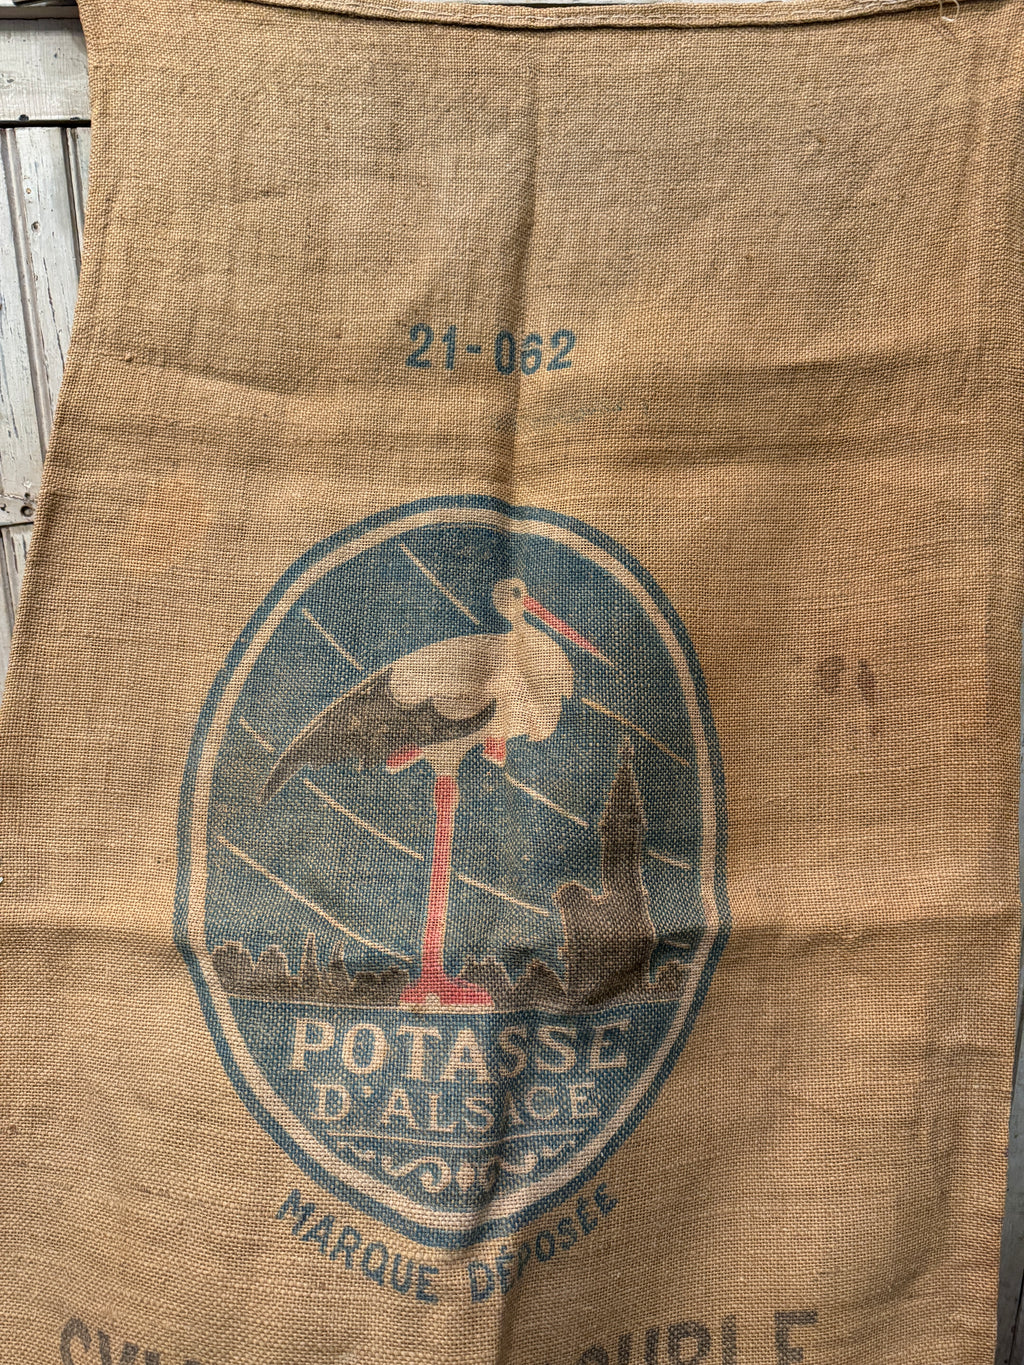 21-062
POTASSE
D'ALSACE
MARQUE DÉPOSÉE